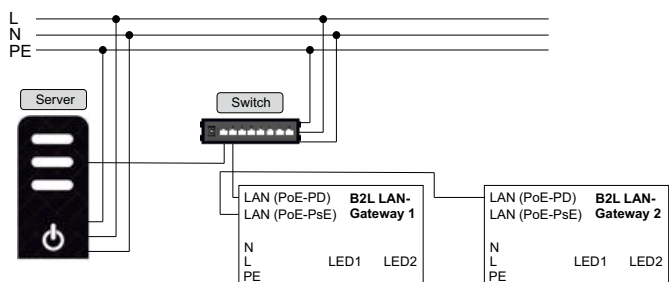 L
N
PE
Server
Switch
LAN (PoE-PD) B2L LAN-
LAN (PoE-PsE) Gateway 1
N
L LED1 LED2
PE
LAN (PoE-PD) B2L LAN-
LAN (PoE-PsE) Gateway 2
N
L LED1 LED2
PE